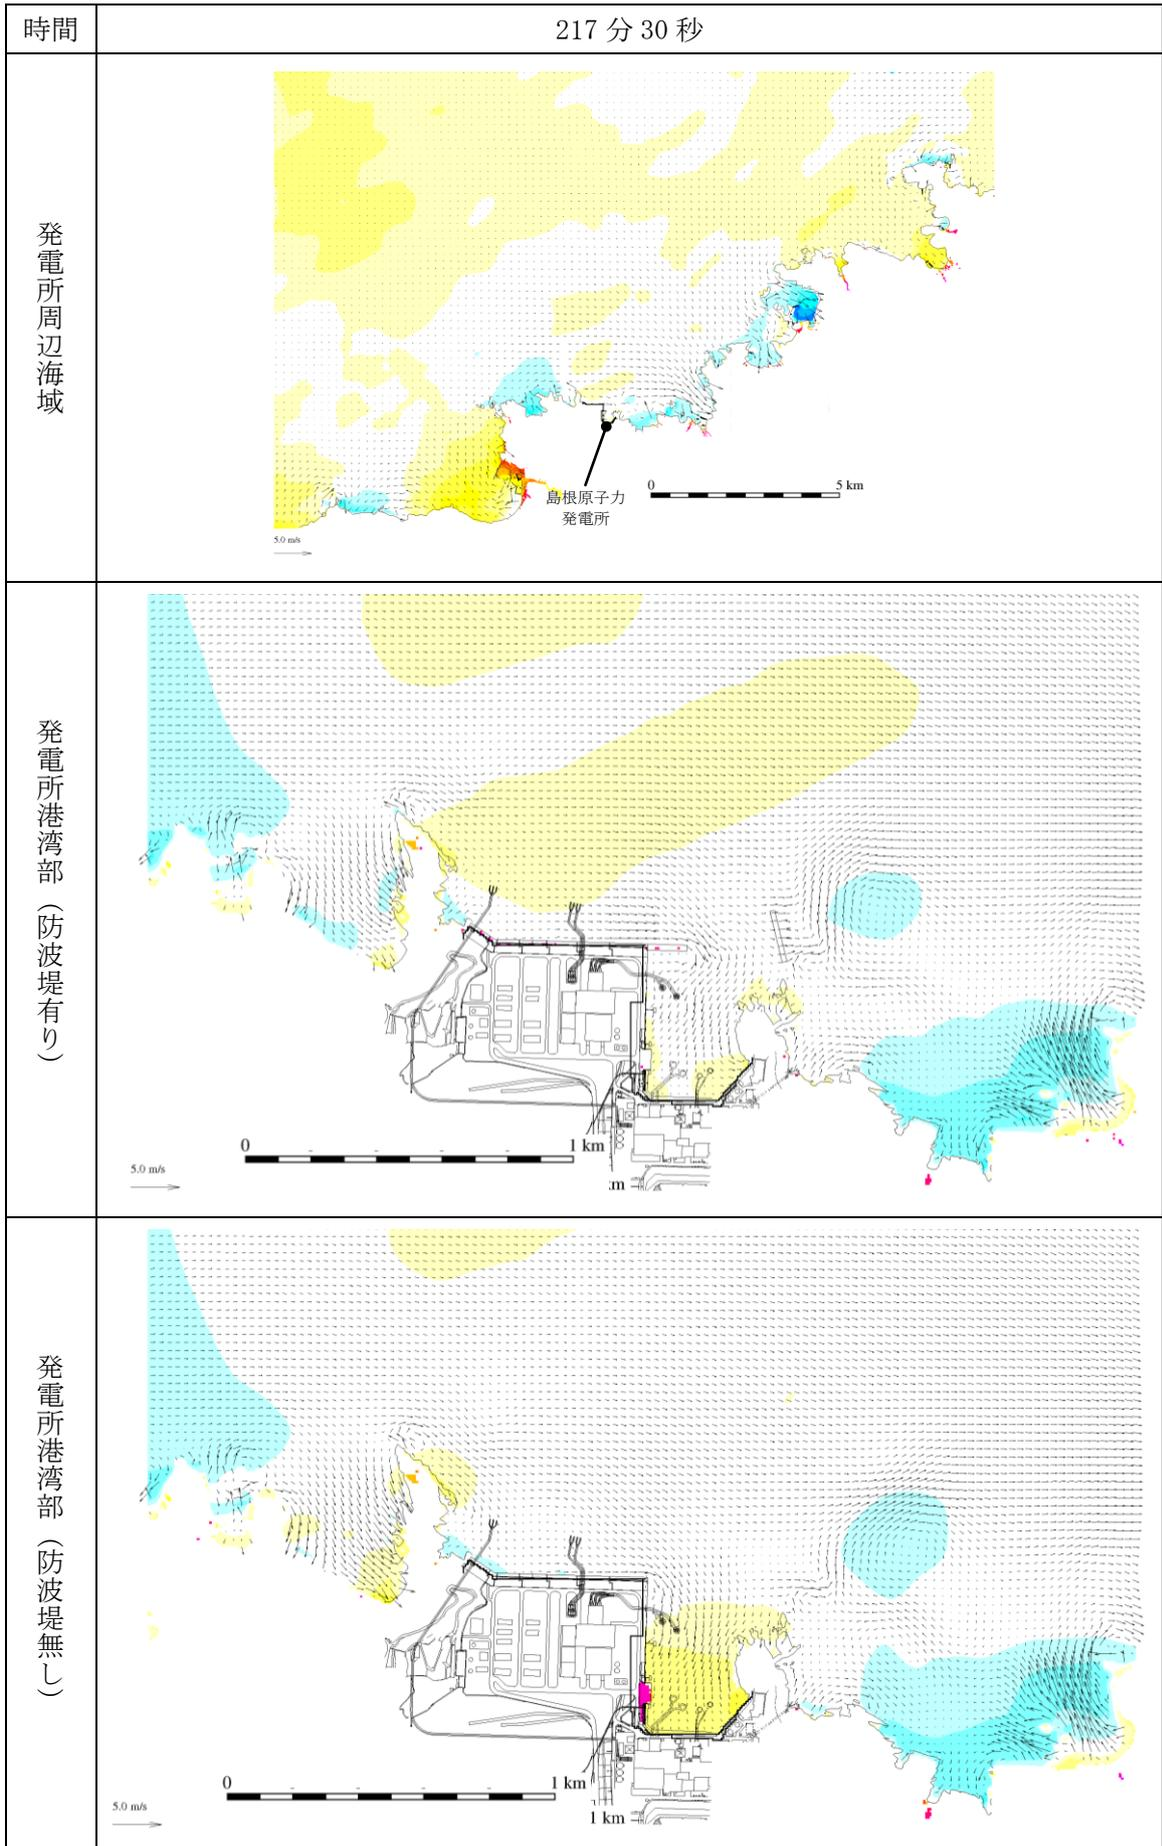 時間
217 分 30 秒
発電所周辺海域
島根原子力
発電所
0
5 km
5.0 m/s
発電所港湾部（防波堤有り）
0
1 km
5.0 m/s
発電所港湾部（防波堤無し）
0
1 km
5.0 m/s
1 km